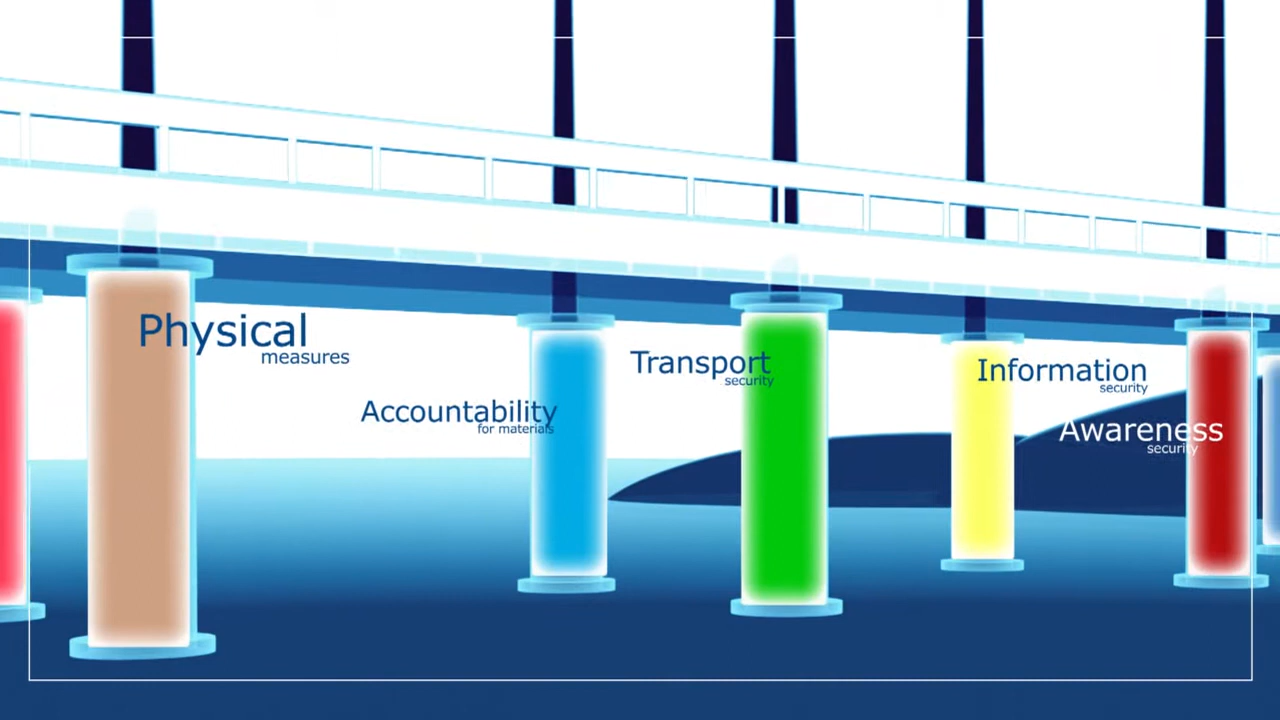 Physical
measures
Accountability
for materials
Transport
security
Information
security
Awareness
security